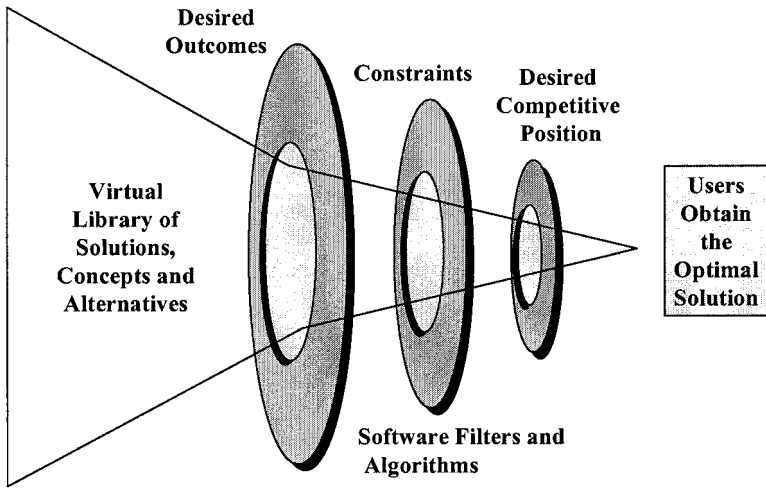 Desired
Outcomes
Constraints
Desired
Competitive
Position
Virtual
Library of
Solutions,
Concepts and
Alternatives
Users
Obtain
the
Optimal
Solution
Software Filters and
Algorithms